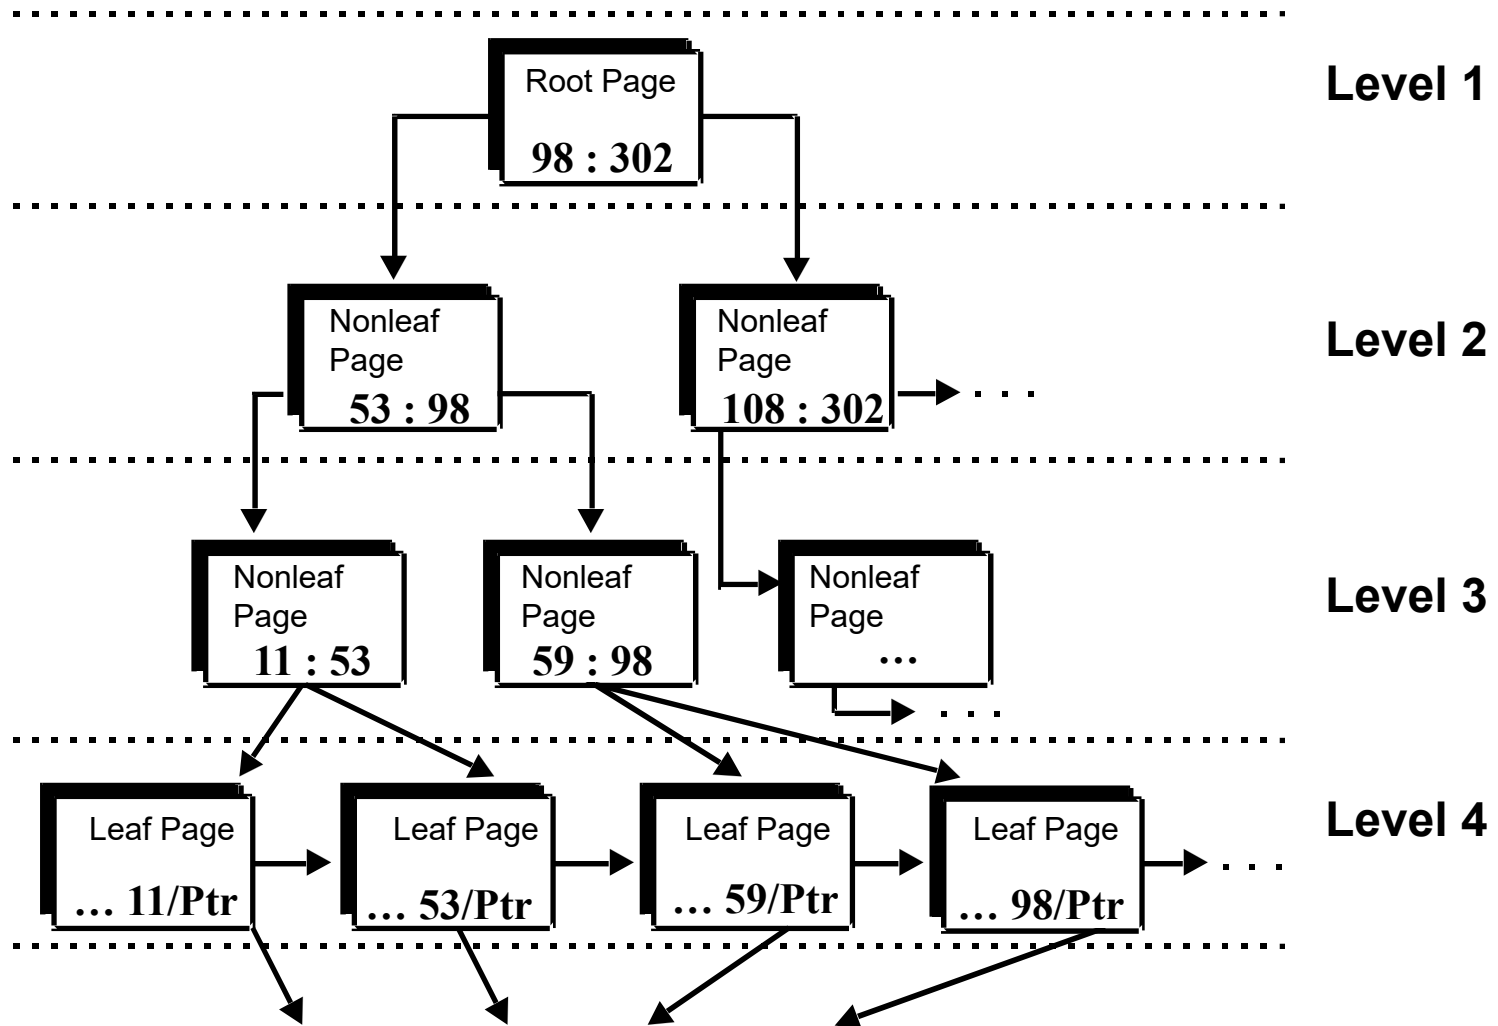 Root Page
98 : 302
Level 1
Nonleaf
Page
53 : 98
Nonleaf
Page
108 : 302
. . .
Level 2
Nonleaf
Page
11 : 53
Nonleaf
Page
59 : 98
Nonleaf
Page
...
. . .
Level 3
Leaf Page
... 11/Ptr
Leaf Page
... 53/Ptr
Leaf Page
... 59/Ptr
Leaf Page
... 98/Ptr
. . .
Level 4